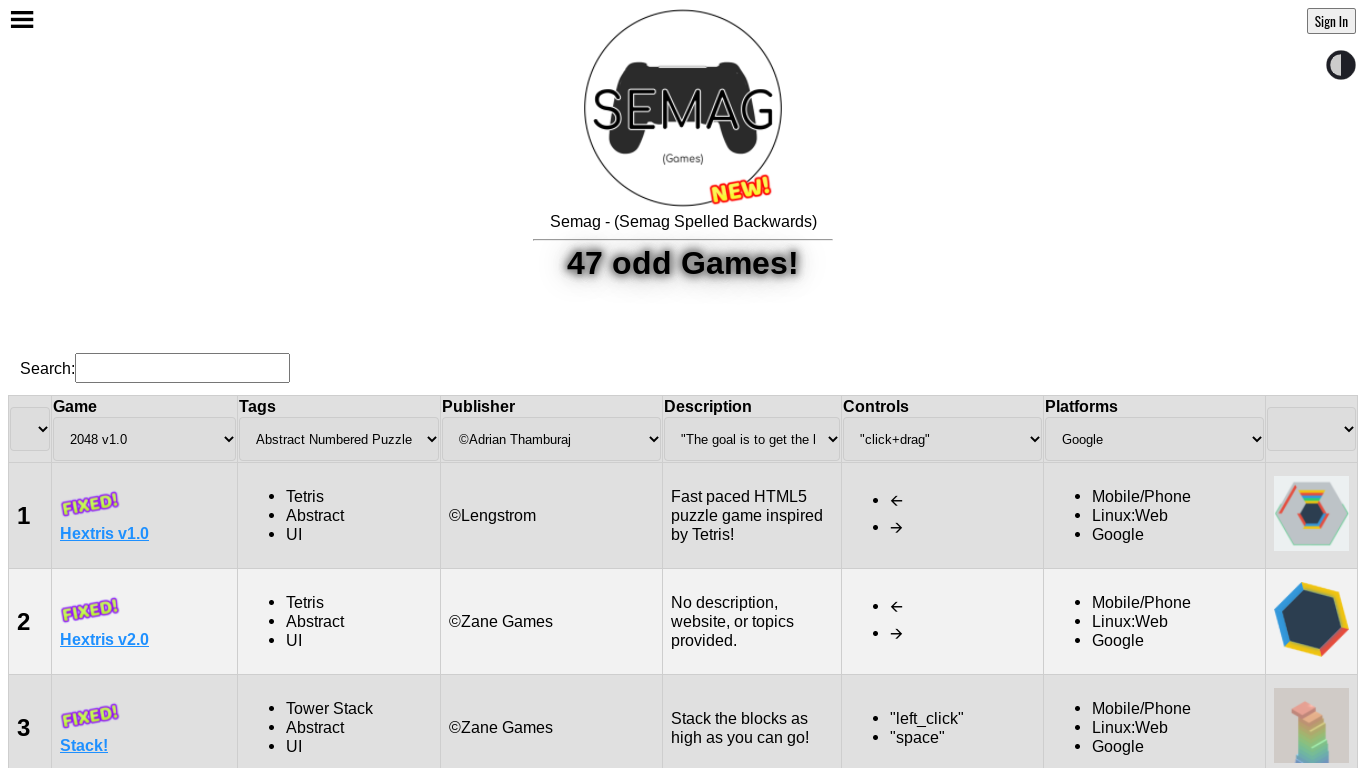 Sign In
SEMAG
(Games)
NEW!
Semag - (Semag Spelled Backwards)
47 odd Games!
Search:
Game Tags Publisher Description Controls Platforms
2048 v1.0 Abstract Numbered Puzzle ©Adrian Thamburaj "The goal is to get the l "click+drag" Google
1
FIXED!
Hextris v1.0
Tetris
Abstract
UI
©Lengstrom
Fast paced HTML5
puzzle game inspired
by Tetris!
←
→
Mobile/Phone
Linux:Web
Google
2
FIXED!
Hextris v2.0
Tetris
Abstract
UI
©Zane Games
No description,
website, or topics
provided.
←
→
Mobile/Phone
Linux:Web
Google
3
FIXED!
Stack!
Tower Stack
Abstract
UI
©Zane Games
Stack the blocks as
high as you can go!
"left_click"
"space"
Mobile/Phone
Linux:Web
Google